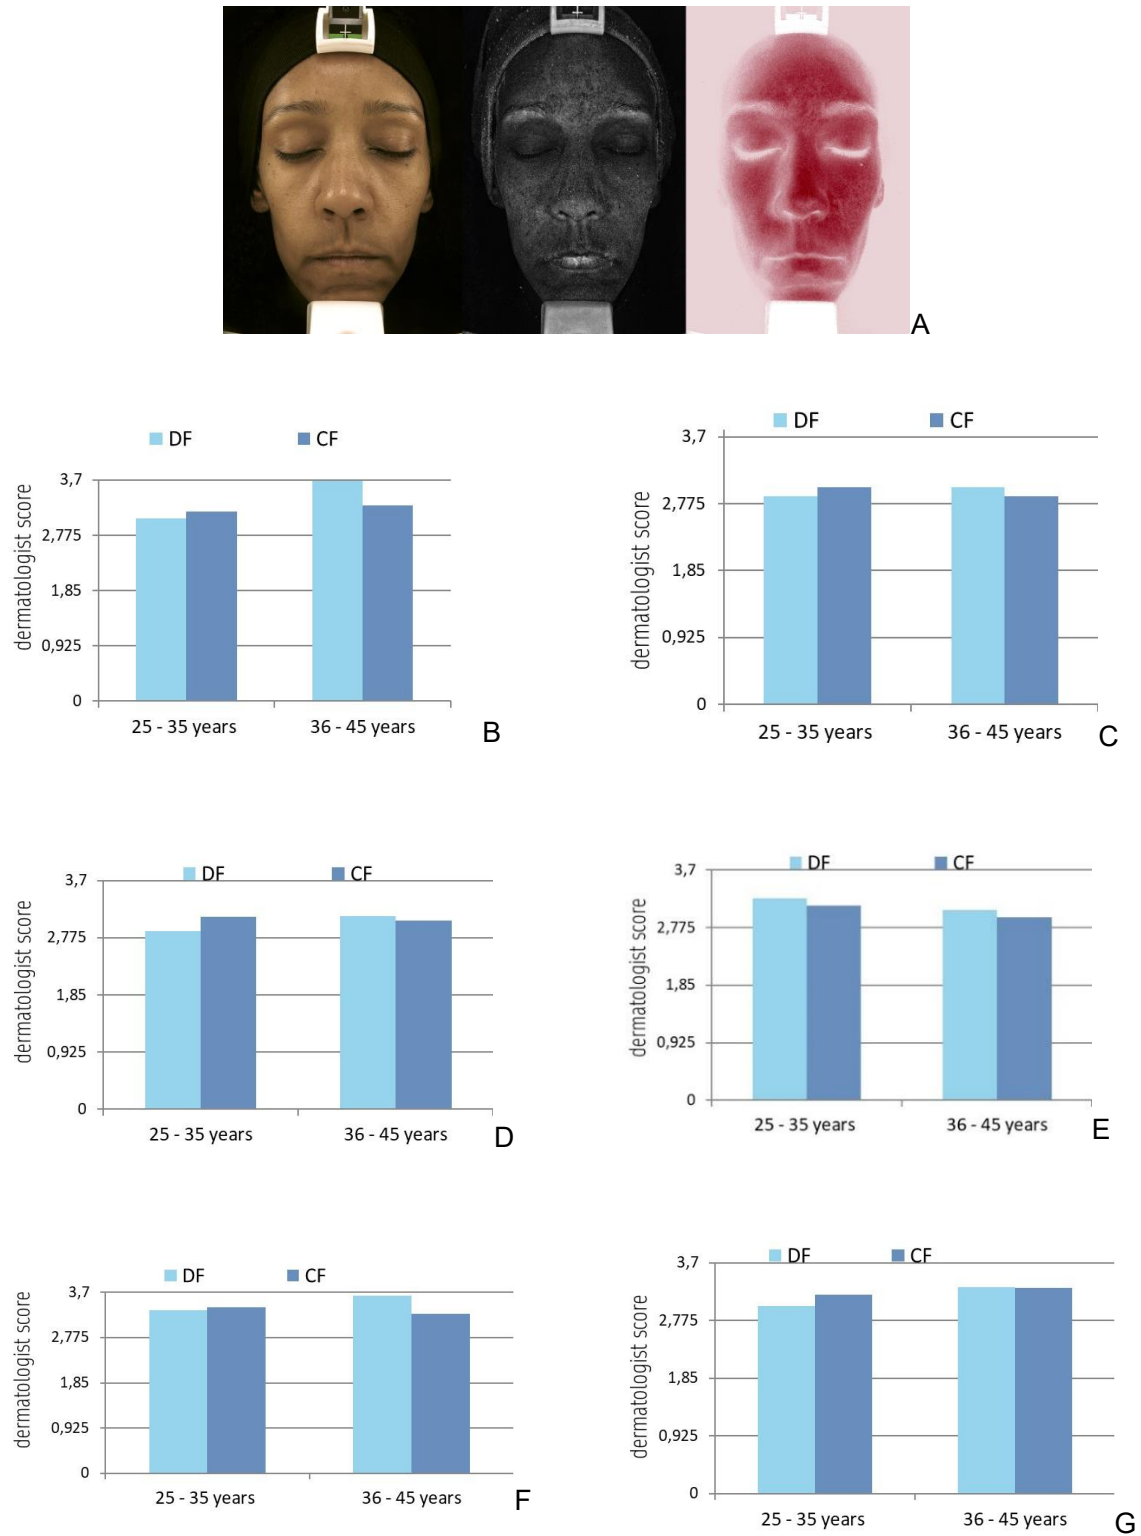 A
DF CF
3,7
2,775
1,85
0,925
0
dermatologist score
25 - 35 years 36 - 45 years
B
DF CF
3,7
2,775
1,85
0,925
0
dermatologist score
25 - 35 years 36 - 45 years
C
DF CF
3,7
2,775
1,85
0,925
0
dermatologist score
25 - 35 years 36 - 45 years
D
DF CF
3,7
2,775
1,85
0,925
0
dermatologist score
25 - 35 years 36 - 45 years
E
DF CF
3,7
2,775
1,85
0,925
0
dermatologist score
25 - 35 years 36 - 45 years
F
DF CF
3,7
2,775
1,85
0,925
0
dermatologist score
25 - 35 years 36 - 45 years
G